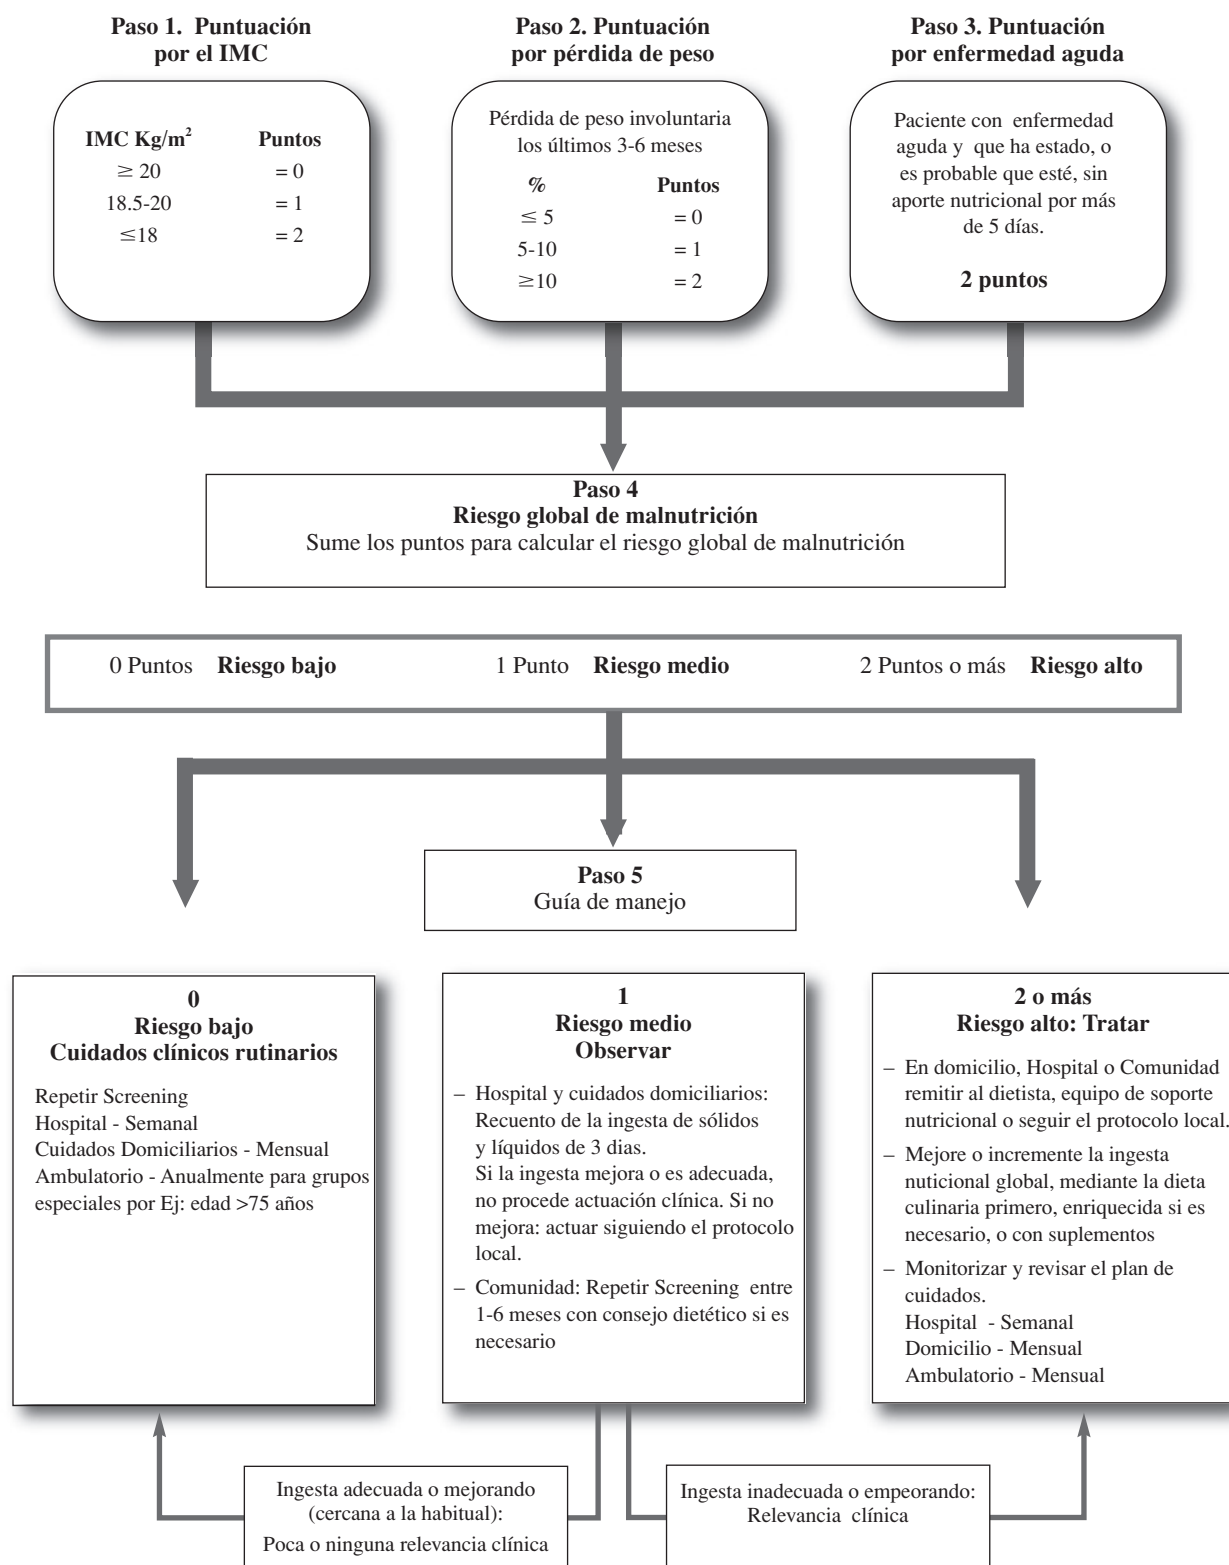 Paso 1. Puntuación
por el IMC
IMC Kg/m² Puntos
≥ 20 = 0
18.5-20 = 1
≤18 = 2
Paso 2. Puntuación
por pérdida de peso
Pérdida de peso involuntaria
los últimos 3-6 meses
% Puntos
≤ 5 = 0
5-10 = 1
≥10 = 2
Paso 3. Puntuación
por enfermedad aguda
Paciente con enfermedad
aguda y que ha estado, o
es probable que esté, sin
aporte nutricional por más
de 5 días.
2 puntos
Paso 4
Riesgo global de malnutrición
Sume los puntos para calcular el riesgo global de malnutrición
0 Puntos Riesgo bajo 1 Punto Riesgo medio 2 Puntos o más Riesgo alto
Paso 5
Guía de manejo
0
Riesgo bajo
Cuidados clínicos rutinarios
Repetir Screening
Hospital - Semanal
Cuidados Domiciliarios - Mensual
Ambulatorio - Anualmente para grupos
especiales por Ej: edad >75 años
1
Riesgo medio
Observar
– Hospital y cuidados domiciliarios:
Recuento de la ingesta de sólidos
y líquidos de 3 dias.
Si la ingesta mejora o es adecuada,
no procede actuación clínica. Si no
mejora: actuar siguiendo el protocolo
local.
– Comunidad: Repetir Screening entre
1-6 meses con consejo dietético si es
necesario
2 o más
Riesgo alto: Tratar
– En domicilio, Hospital o Comunidad
remitir al dietista, equipo de soporte
nutricional o seguir el protocolo local.
– Mejore o incremente la ingesta
nuticional global, mediante la dieta
culinaria primero, enriquecida si es
necesario, o con suplementos
– Monitorizar y revisar el plan de
cuidados.
Hospital - Semanal
Domicilio - Mensual
Ambulatorio - Mensual
Ingesta adecuada o mejorando
(cercana a la habitual):
Poca o ninguna relevancia clínica
Ingesta inadecuada o empeorando:
Relevancia clínica